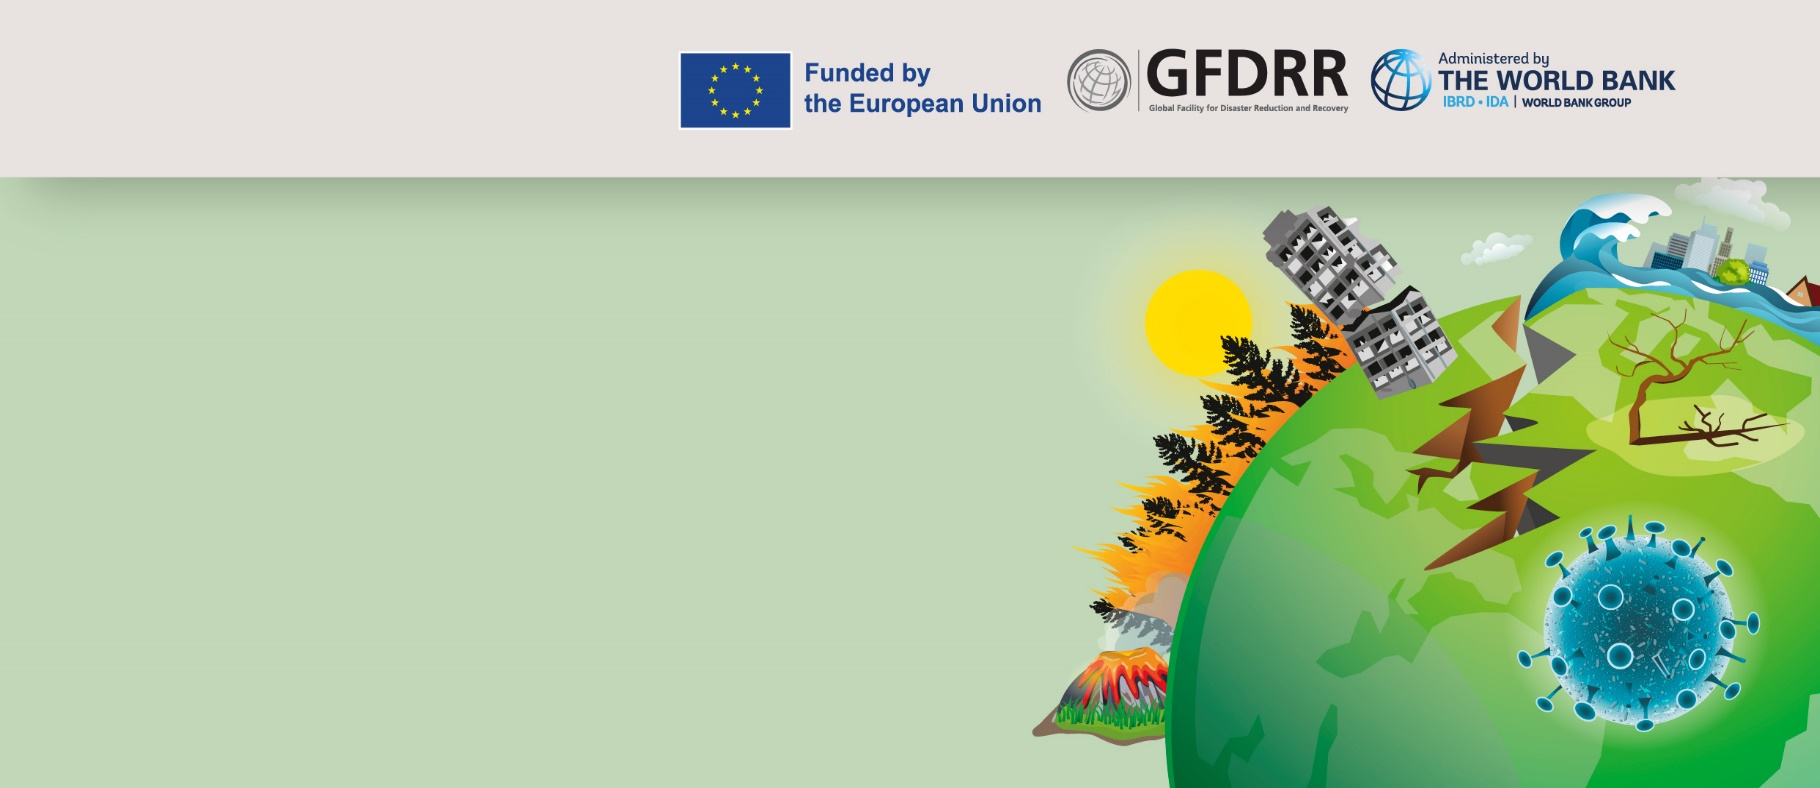 Funded by
the European Union
GFDRR
Global Facility for Disaster Reduction and Recovery
Administered by
THE WORLD BANK
IBRD • IDA | WORLD BANK GROUP